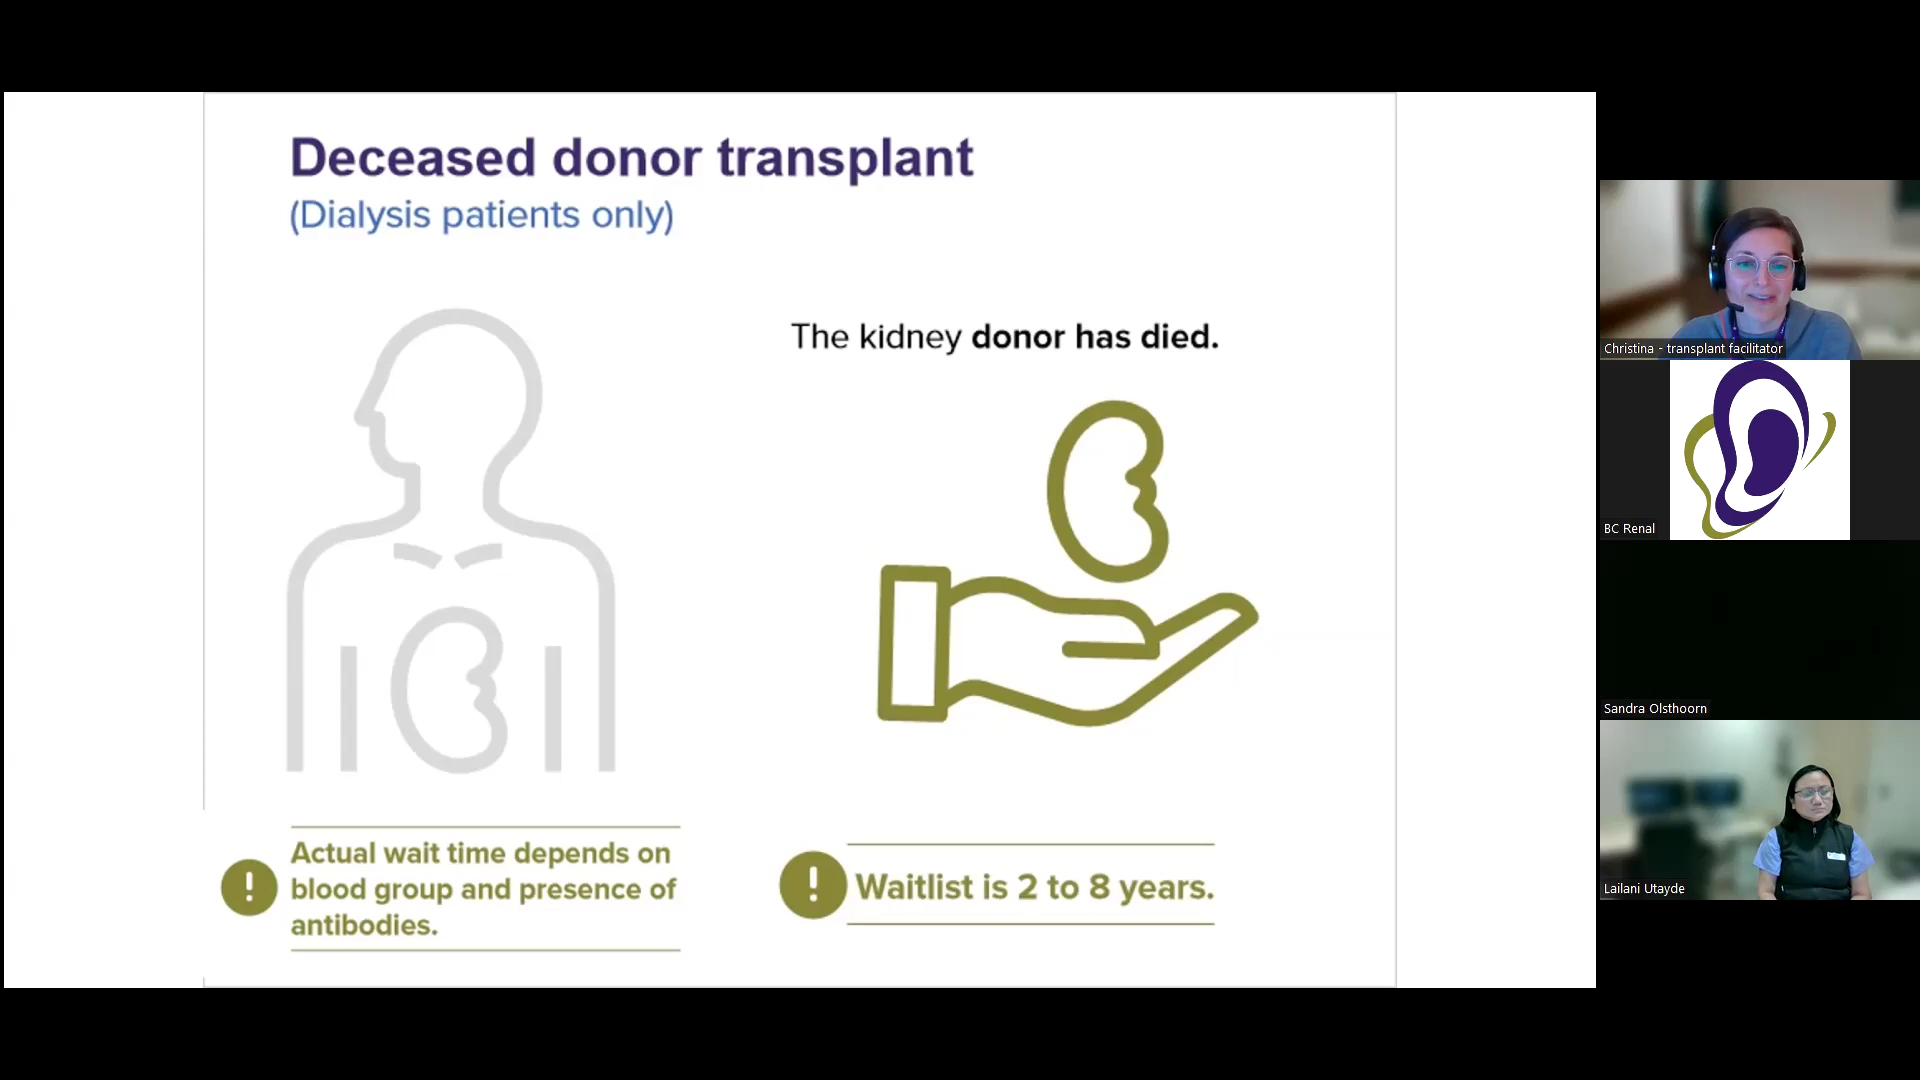 Deceased donor transplant
(Dialysis patients only)
The kidney donor has died.
Actual wait time depends on
blood group and presence of
antibodies.
Waitlist is 2 to 8 years.
Christina - transplant facilitator
BC Renal
Sandra Olsthoorn
Lailani Utayde